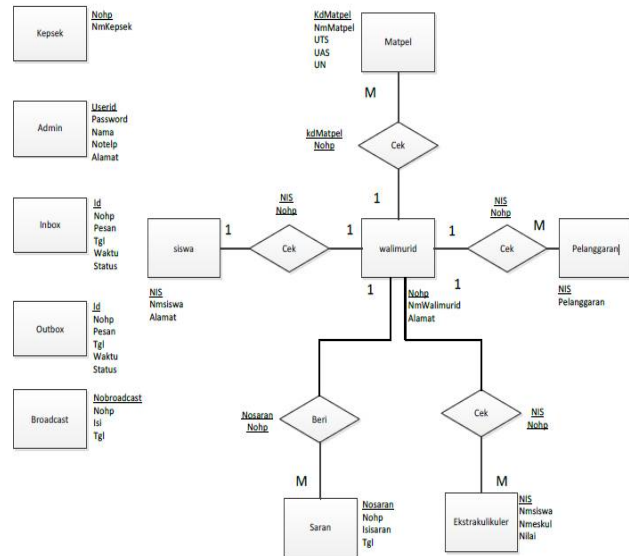 Kepsek
Nohp
NmKepsek
Admin
Userid
Password
Nama
Notelp
Alamat
Inbox
Id
Nohp
Pesan
Tgl
Waktu
Status
Outbox
Id
Nohp
Pesan
Tgl
Waktu
Status
Broadcast
Nobroadcast
Nohp
Isi
Tgl
KdMatpel
NmMatpel
UTS
UAS
UN
Matpel
M
kdMatpel
Nohp
Cek
1
NIS
Nohp
siswa
1
Cek
1
walimurid
1
NIS
Nohp
Cek
M
Pelanggaran
NIS
Nmsiswa
Alamat
1
Nohp
NmWalimurid
Alamat
1
NIS
Pelanggaran
Nosaran
Nohp
Beri
Cek
NIS
Nohp
M
M
Saran
Nosaran
Nohp
Isisaran
Tgl
Ekstrakulikuler
NIS
Nmsiswa
Nmeskul
Nilai